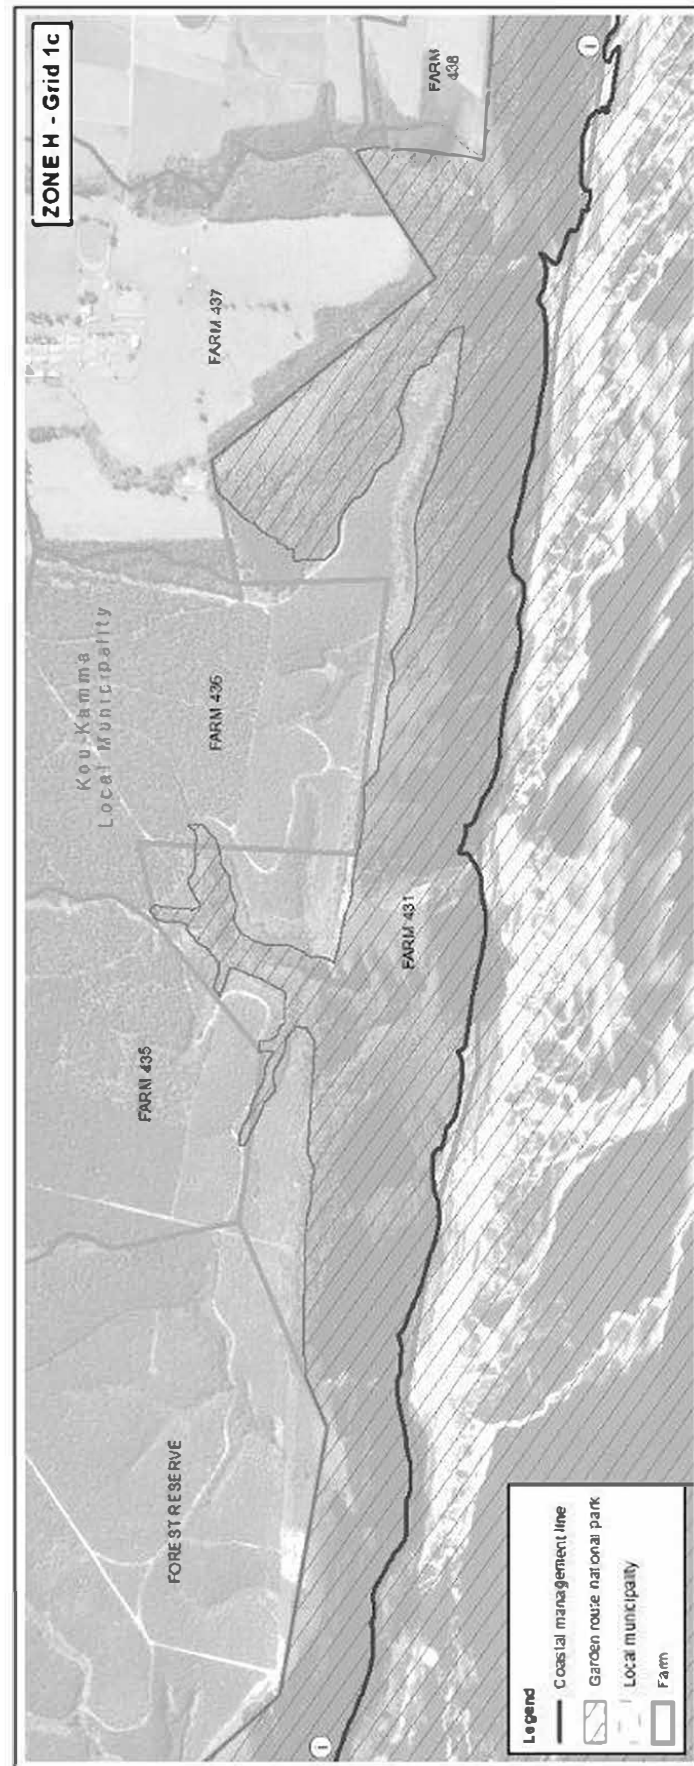 ZONE H - Grid 1c
FARM 438
FARM 437
Kou-Kamma
Local Municipality
FARM 436
FARM 431
FARM 435
FOREST RESERVE
Legend
Coastal management line
Garden route national park
Local municipality
Farm